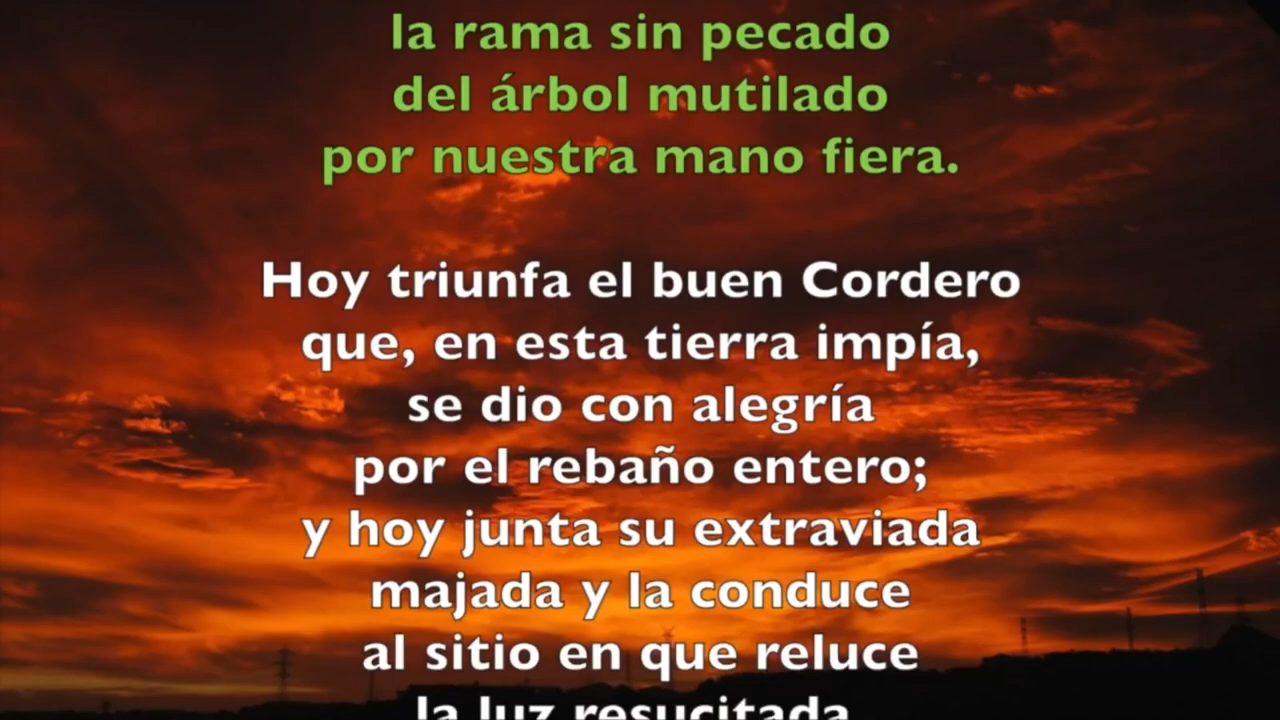 la rama sin pecado
del árbol mutilado
por nuestra mano fiera.
Hoy triunfa el buen Cordero
que, en esta tierra impía,
se dio con alegría
por el rebaño entero;
y hoy junta su extraviada
majada y la conduce
al sitio en que reluce
la luz resucitada